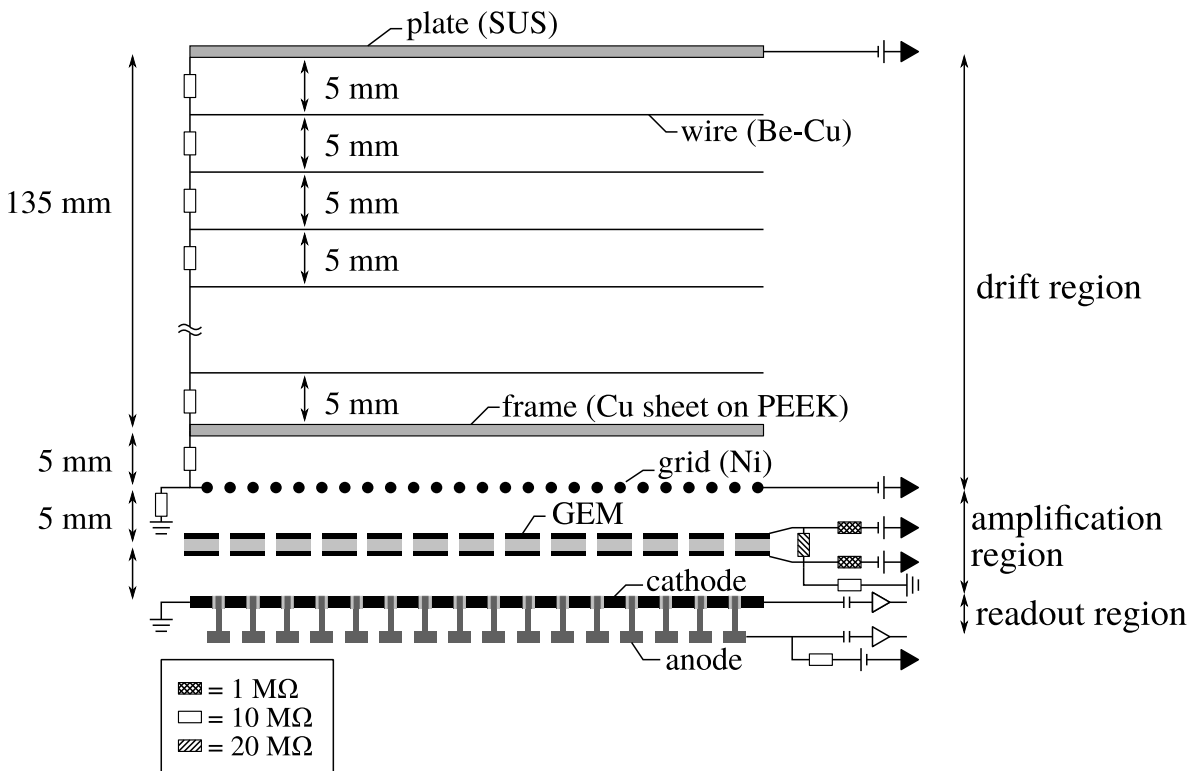 plate (SUS)
5 mm
wire (Be-Cu)
5 mm
135 mm
5 mm
5 mm
drift region
5 mm
frame (Cu sheet on PEEK)
5 mm
grid (Ni)
5 mm
GEM
amplification
region
cathode
readout region
anode
= 1 MΩ
= 10 MΩ
= 20 MΩ